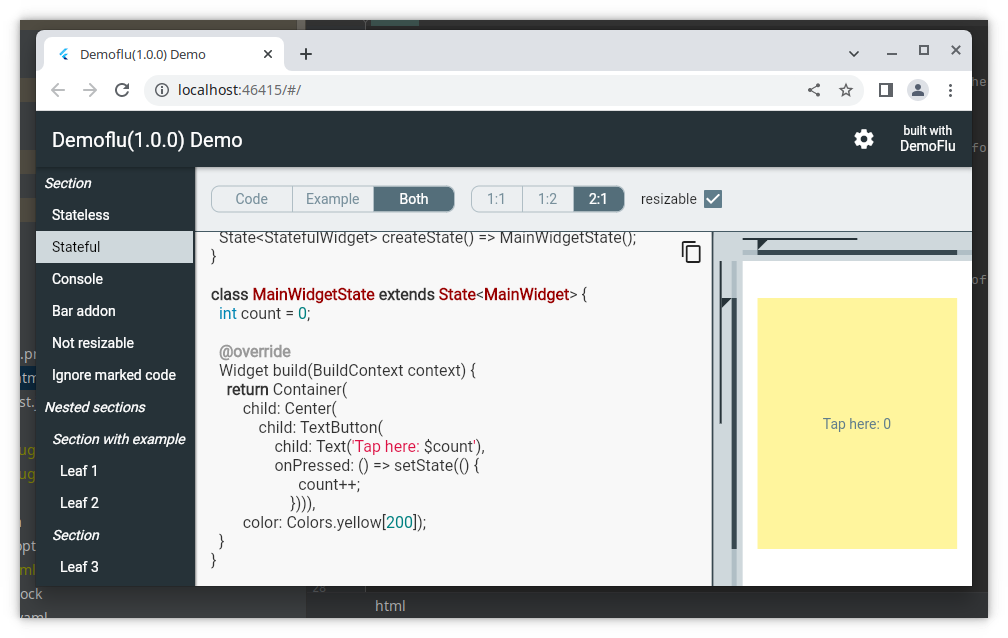 Demoflu(1.0.0) Demo
localhost:46415/#/
Demoflu(1.0.0) Demo
built with
DemoFlu
Section
Stateless
Stateful
Console
Bar addon
Not resizable
Ignore marked code
Nested sections
Section with example
Leaf 1
Leaf 2
Section
Leaf 3
Code Example Both 1:1 1:2 2:1 resizable
State<StatefulWidget> createState() => MainWidgetState();
}
class MainWidgetState extends State<MainWidget> {
int count = 0;
@override
Widget build(BuildContext context) {
return Container(
child: Center(
child: TextButton(
child: Text('Tap here: $count'),
onPressed: () => setState(() {
count++;
}))),
color: Colors.yellow[200]);
}
}
Tap here: 0
28
html